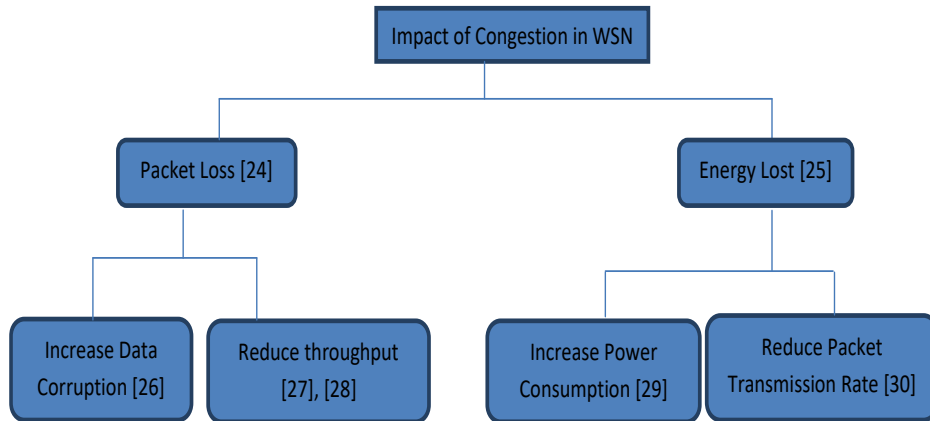 Impact of Congestion in WSN
Packet Loss [24]
Energy Lost [25]
Increase Data
Corruption [26]
Reduce throughput
[27], [28]
Increase Power
Consumption [29]
Reduce Packet
Transmission Rate [30]